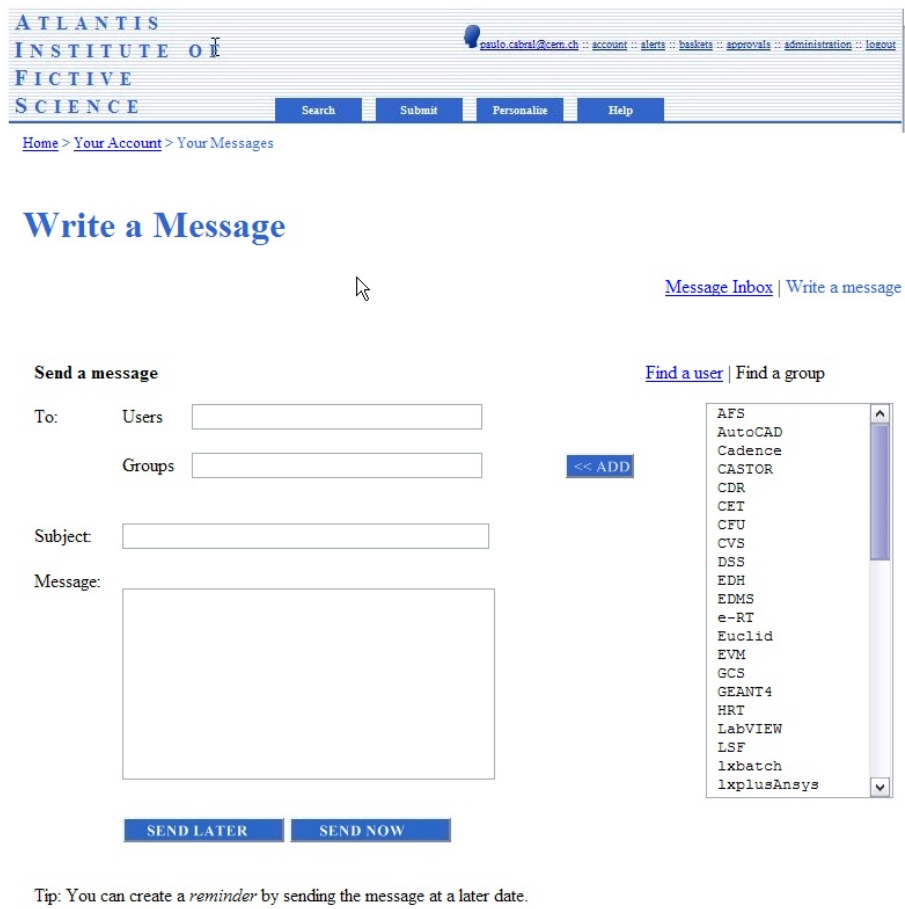 ATLANTIS
INSTITUTE OF
FICTIVE
SCIENCE
paulo.cabral@cern.ch :: account :: alerts :: baskets :: approvals :: administration :: logout
Search Submit Personalize Help
Home > Your Account > Your Messages
Write a Message
Message Inbox | Write a message
Send a message
Find a user | Find a group
To: Users
Groups
<< ADD
Subject:
Message:
AFS
AutoCAD
Cadence
CASTOR
CDR
CET
CFU
CVS
DSS
EDH
EDMS
e-RT
Euclid
EVM
GCS
GEANT4
HRT
LabVIEW
LSF
lxbatch
lxplusAnsys
SEND LATER SEND NOW
Tip: You can create a reminder by sending the message at a later date.